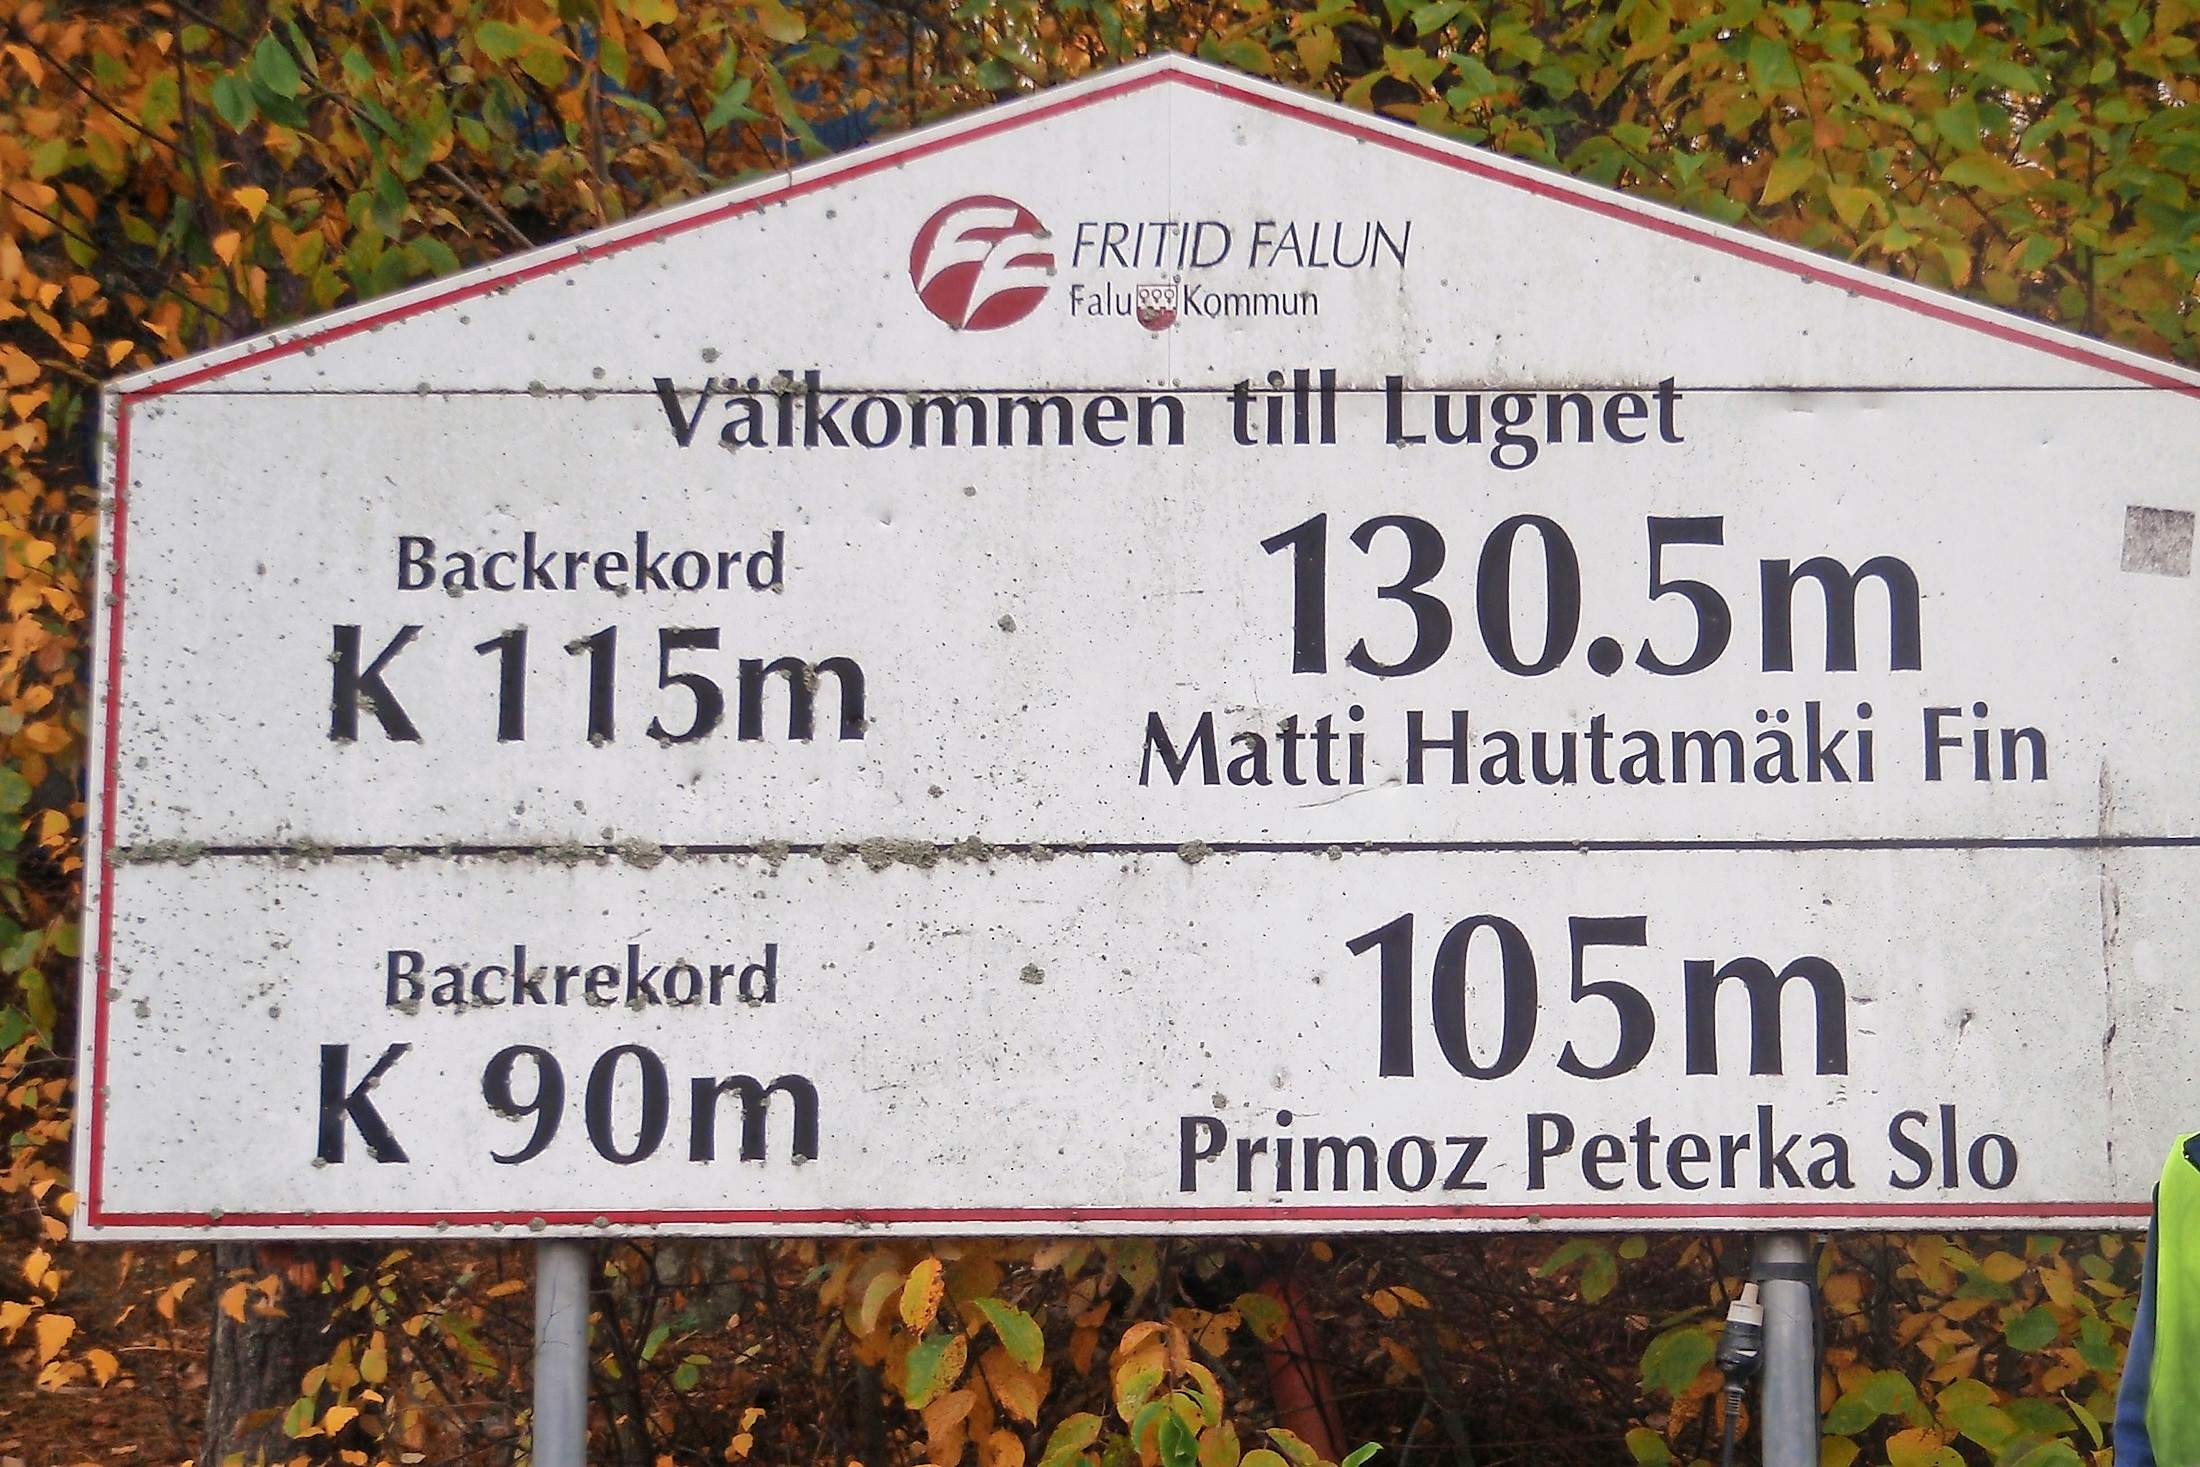 FRITID FALUN
Falu Kommun
Välkommen till Lugnet
Backrekord
K 115m
130.5m
Matti Hautamäki Fin
Backrekord
K 90m
105m
Primoz Peterka Slo